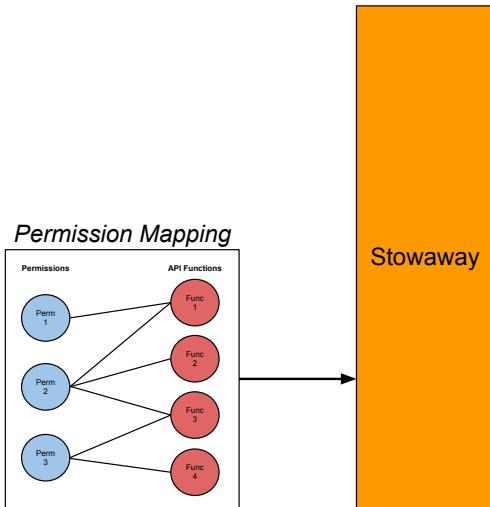 Permission Mapping
Permissions
API Functions
Perm
1
Perm
2
Perm
3
Func
1
Func
2
Func
3
Func
4
Stowaway